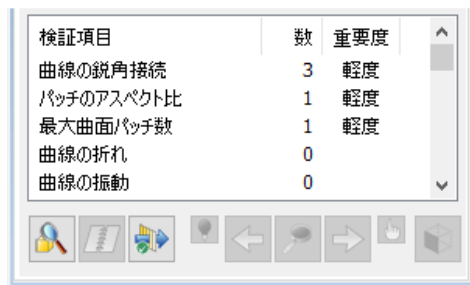 検証項目 数 重要度
曲線の鋭角接続 3 軽度
パッチのアスペクト比 1 軽度
最大曲面パッチ数 1 軽度
曲線の折れ 0
曲線の振動 0